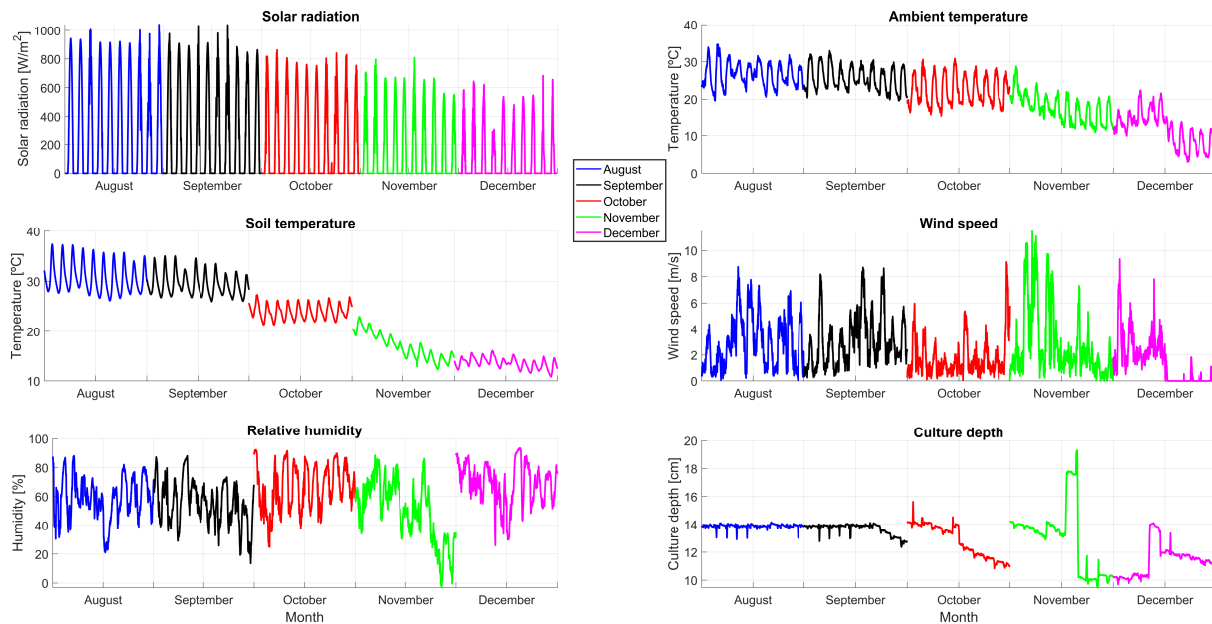 Solar radiation
Solar radiation [W/m²]
1000
800
600
400
200
0
August September October November December
Ambient temperature
Temperature [ºC]
40
30
20
10
0
August September October November December
August
September
October
November
December
Soil temperature
Temperature [ºC]
40
30
20
10
August September October November December
Wind speed
Wind speed [m/s]
10
8
6
4
2
0
August September October November December
Relative humidity
Humidity [%]
100
80
60
40
20
0
August September October November December
Month
Culture depth
Culture depth [cm]
20
18
16
14
12
10
August September October November December
Month